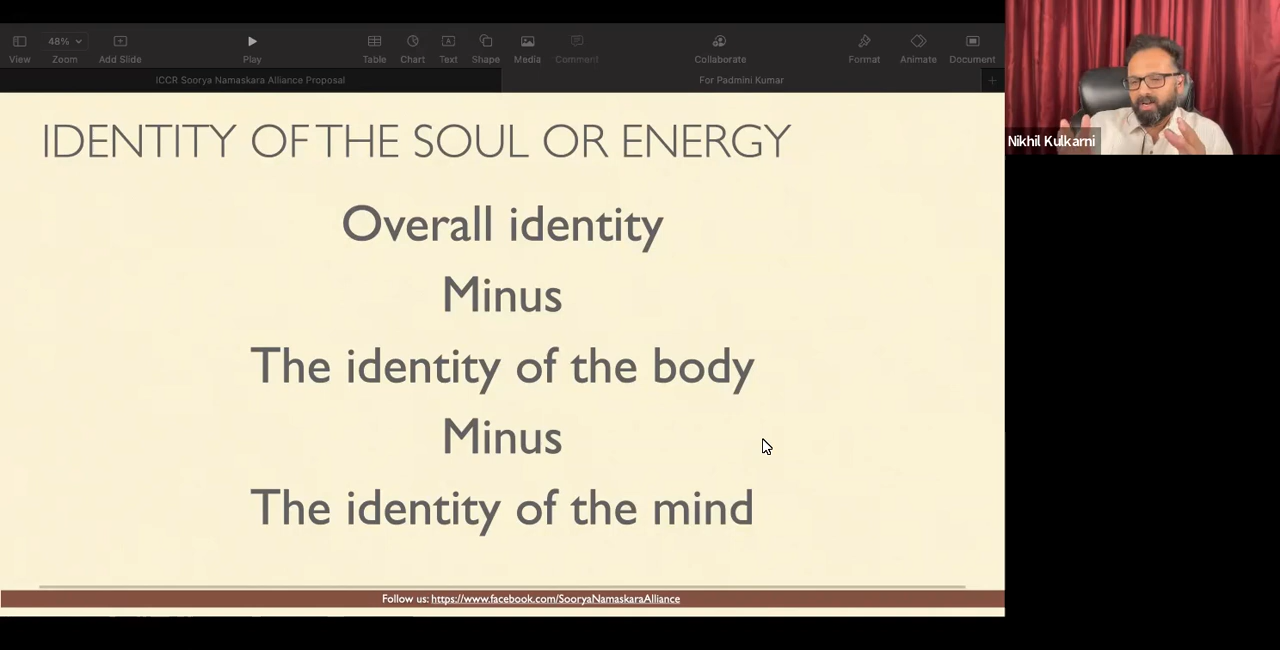 48%
View
Zoom
Add Slide
Play
Table
Chart
Text
Shape
Media
Comment
Collaborate
Format
Animate
Document
ICCR Soorya Namaskara Alliance Proposal
For Padmini Kumar
Nikhil Kulkarni
IDENTITY OF THE SOUL OR ENERGY
Overall identity
Minus
The identity of the body
Minus
The identity of the mind
Follow us: https://www.facebook.com/SooryaNamaskaraAlliance